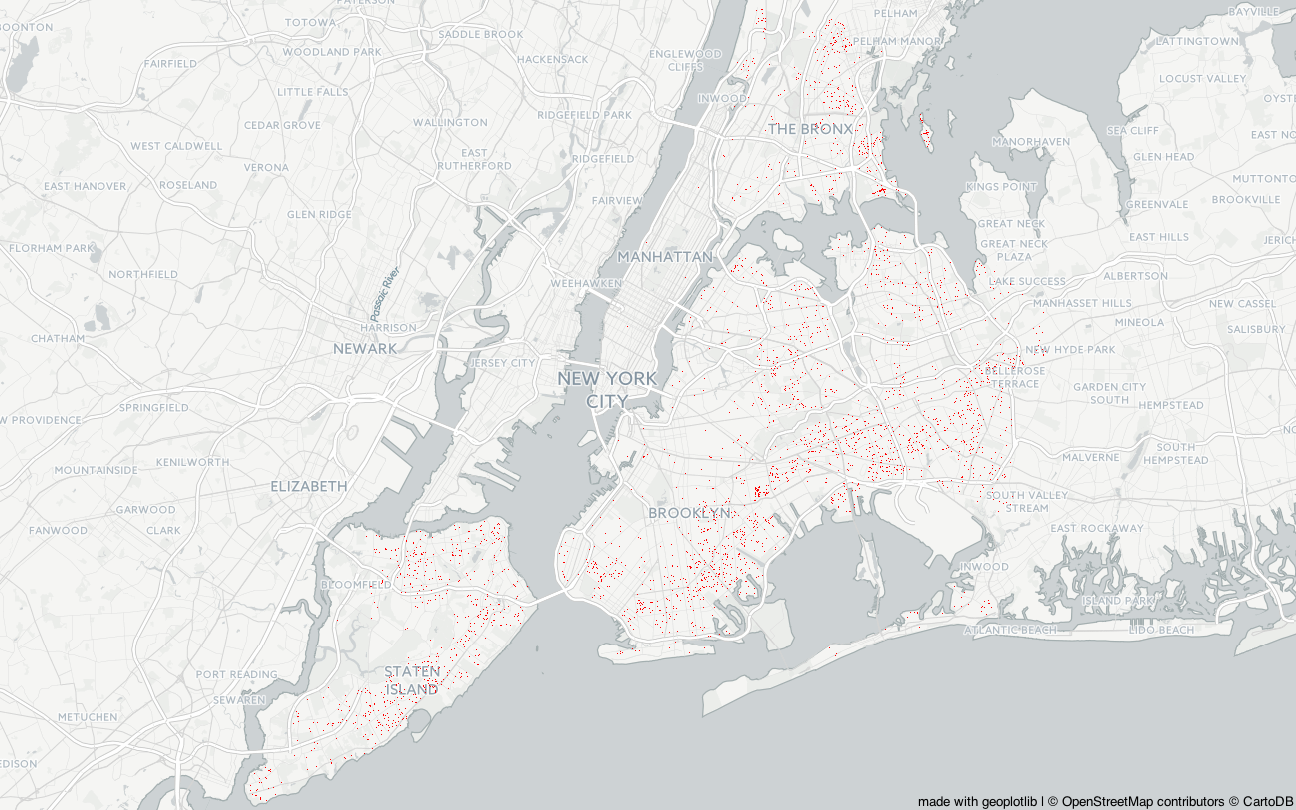 PATERSON
PELHAM
BAYVILLE
BOONTON
TOTOWA
SADDLE BROOK
PELHAM MANOR
LATTINGTOWN
WOODLAND PARK
ENGLEWOOD
CLIFFS
FAIRFIELD
HACKENSACK
LOCUST VALLEY
LITTLE FALLS
INWOOD
OYSTE
RIDGEFIELD PARK
CEDAR GROVE
WALLINGTON
THE BRONX
SEA CLIFF
EAST NO
WEST CALDWELL
MANORHAVEN
EAST
RUTHERFORD
RIDGEFIELD
GLEN HEAD
VERONA
EAST HANOVER
ROSELAND
KINGS POINT
MUTTONTO
FAIRVIEW
GREENVALE
BROOKVILLE
GLEN RIDGE
GREAT NECK
EAST HILLS
FLORHAM PARK
GREAT NECK
PLAZA
JERICH
MANHATTAN
NORTHFIELD
Passaic River
WEEHAWKEN
LAKE SUCCESS
ALBERTSON
MANHASSET HILLS
NEW CASSEL
HARRISON
MINEOLA
SALISBURY
CHATHAM
NEWARK
NEW HYDE PARK
JERSEY CITY
BELLEROSE
TERRACE
NEW YORK
CITY
GARDEN CITY
SOUTH
HEMPSTEAD
SPRINGFIELD
W PROVIDENCE
NO
SOUTH
HEMPSTEAD
KENILWORTH
MALVERNE
MOUNTAINSIDE
ELIZABETH
SOUTH VALLEY
STREAM
GARWOOD
BROOKLYN
FANWOOD
CLARK
EAST ROCKAWAY
INWOOD
BLOOMFIELD
ISLAND PARK
ATLANTIC BEACH
LIDO BEACH
STATEN
ISLAND
PORT READING
SEWAREN
METUCHEN
EDISON
made with geoplotlib | © OpenStreetMap contributors © CartoDB